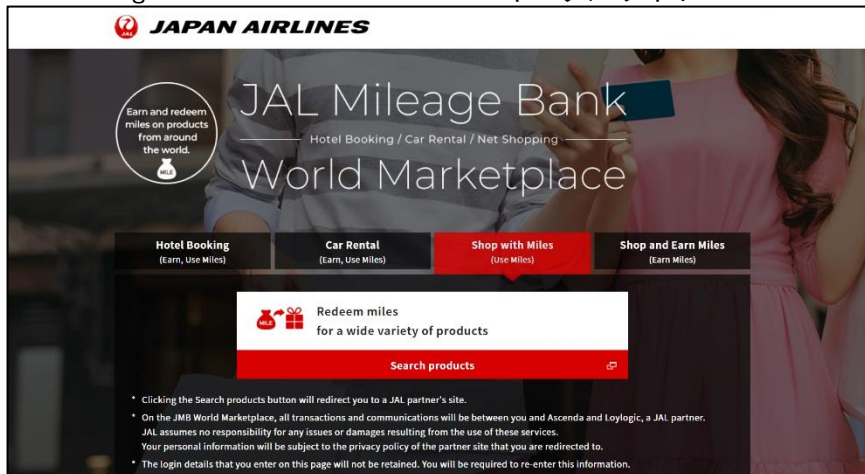 JAL
JAPAN AIRLINES
Earn and redeem
miles on products
from around
the world.
MILE
JAL Mileage Bank
Hotel Booking / Car Rental / Net Shopping
World Marketplace
Hotel Booking
(Earn, Use Miles)
Car Rental
(Earn, Use Miles)
Shop with Miles
(Use Miles)
Shop and Earn Miles
(Earn Miles)
MILE
Redeem miles
for a wide variety of products
Search products
* Clicking the Search products button will redirect you to a JAL partner's site.
* On the JMB World Marketplace, all transactions and communications will be between you and Ascenda and Loylogic, a JAL partner.
JAL assumes no responsibility for any issues or damages resulting from the use of these services.
Your personal information will be subject to the privacy policy of the partner site that you are redirected to.
* The login details that you enter on this page will not be retained. You will be required to re-enter this information.